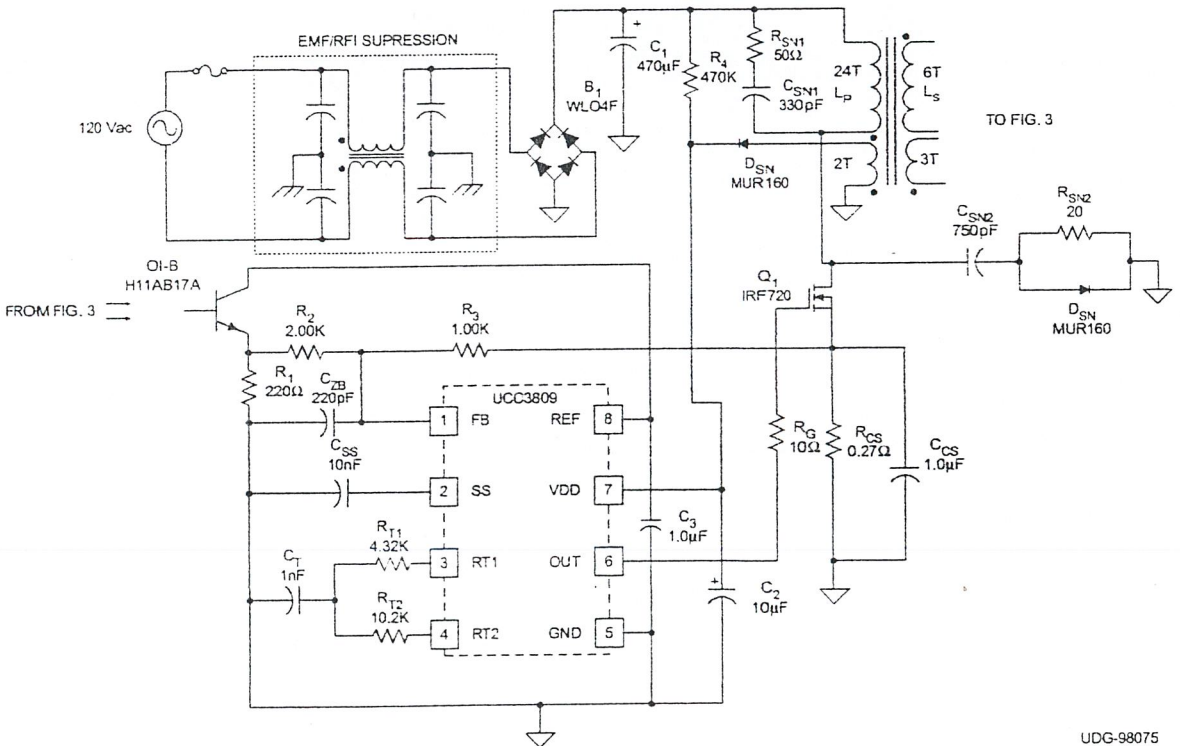 EMF/RFI SUPRESSION
120 Vac
B1
WLO4F
+
C1
470µF
R4
470K
RSN1
50Ω
CSN1
330pF
24T
LP
6T
LS
2T
3T
TO FIG. 3
DSN
MUR160
CSN2
750pF
RSN2
20
DSN
MUR160
Q1
IRF720
OI-B
H11AB17A
FROM FIG. 3
R2
2.00K
R3
1.00K
R1
220Ω
CZB
220pF
CSS
10nF
UCC3809
1 FB
REF 8
2 SS
VDD 7
3 RT1
OUT 6
4 RT2
GND 5
RT1
4.32K
RT2
10.2K
CT
1nF
C3
1.0µF
+
C2
10µF
RG
10Ω
RCS
0.27Ω
CCS
1.0µF
UDG-98075